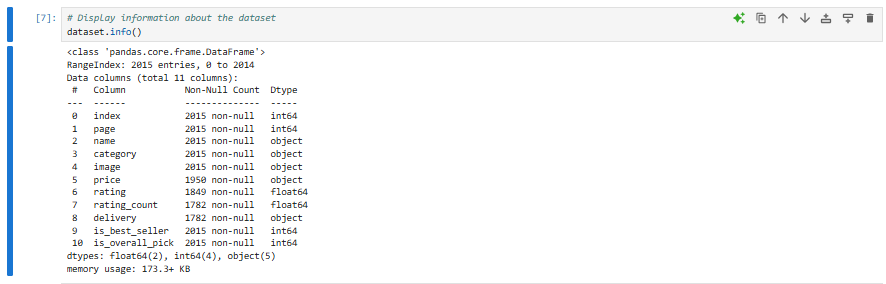 [7]: # Display information about the dataset
dataset.info()
<class 'pandas.core.frame.DataFrame'>
RangeIndex: 2015 entries, 0 to 2014
Data columns (total 11 columns):
 #   Column           Non-Null Count  Dtype
---  ------           --------------  -----
 0   index            2015 non-null   int64
 1   page             2015 non-null   int64
 2   name             2015 non-null   object
 3   category         2015 non-null   object
 4   image            2015 non-null   object
 5   price            1950 non-null   object
 6   rating           1849 non-null   float64
 7   rating_count     1782 non-null   float64
 8   delivery         1782 non-null   object
 9   is_best_seller   2015 non-null   int64
 10  is_overall_pick  2015 non-null   int64
dtypes: float64(2), int64(4), object(5)
memory usage: 173.3+ KB